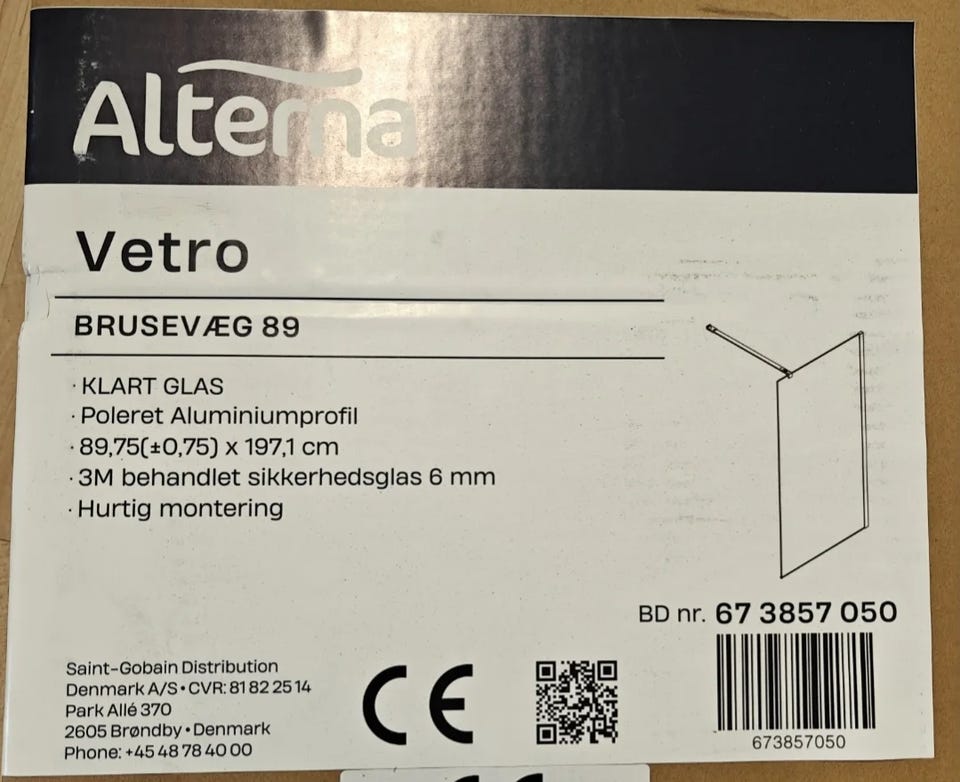 Alterna
Vetro
BRUSEVÆG 89
· KLART GLAS
· Poleret Aluminiumprofil
· 89,75(±0,75) x 197,1 cm
· 3M behandlet sikkerhedsglas 6 mm
· Hurtig montering
BD nr. 67 3857 050
673857050
Saint-Gobain Distribution
Denmark A/S • CVR: 81 82 25 14
Park Allé 370
2605 Brøndby • Denmark
Phone: +45 48 78 40 00
CE